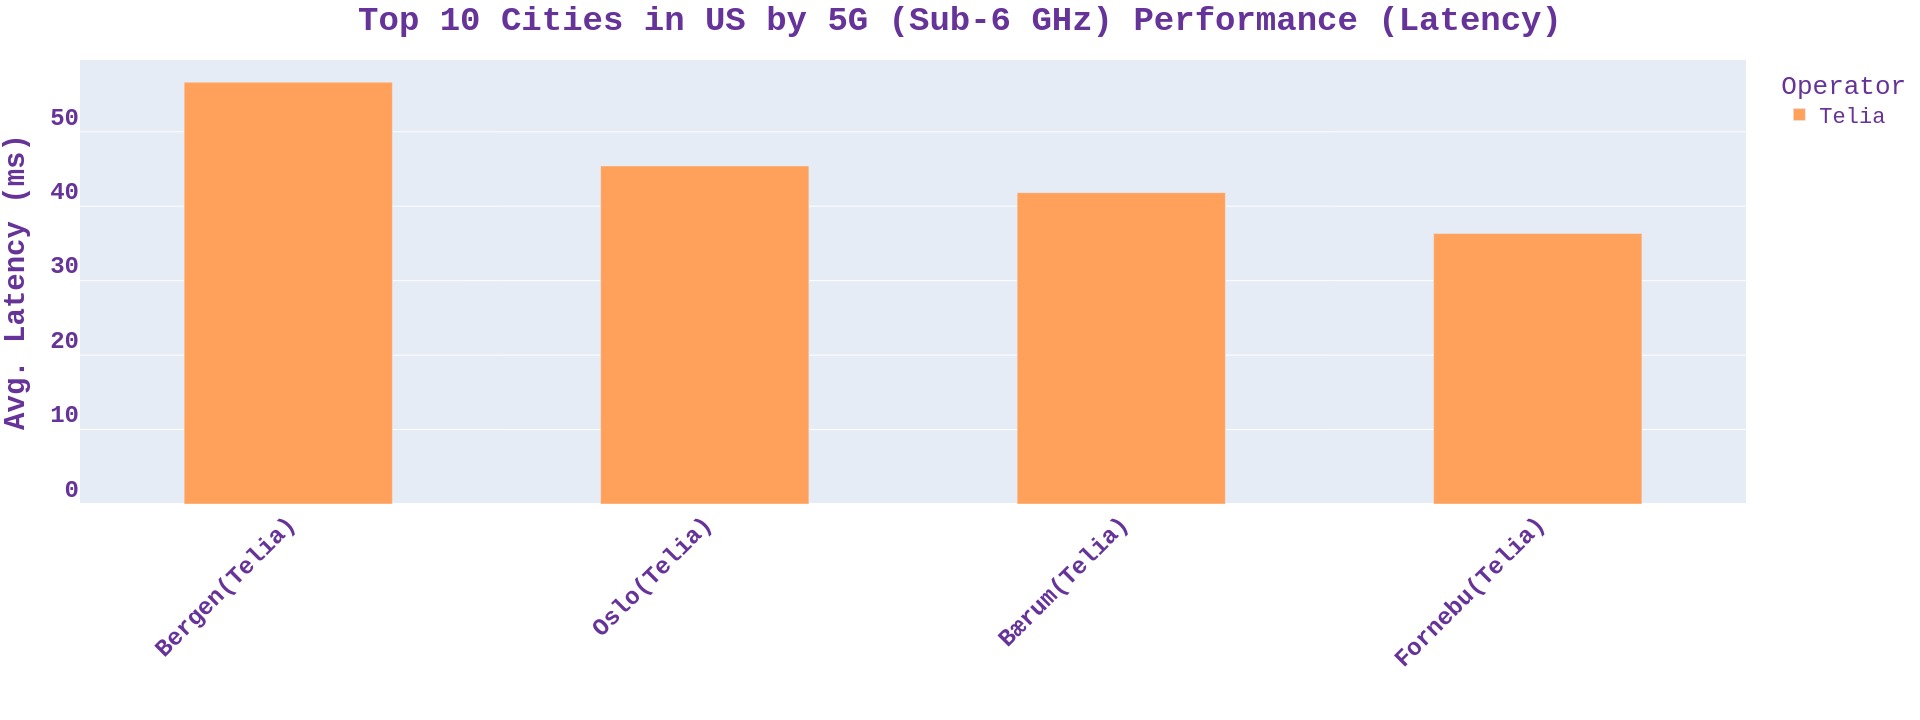 Top 10 Cities in US by 5G (Sub-6 GHz) Performance (Latency)
Operator
Telia
Avg. Latency (ms)
50
40
30
20
10
0
Bergen(Telia)
Oslo(Telia)
Bærum(Telia)
Fornebu(Telia)